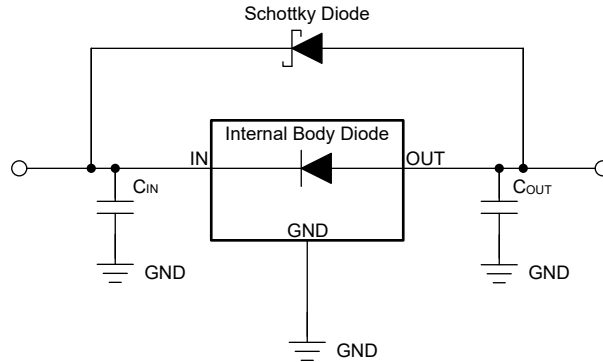 Schottky Diode
Internal Body Diode
IN
OUT
CIN
COUT
GND
GND
GND
GND